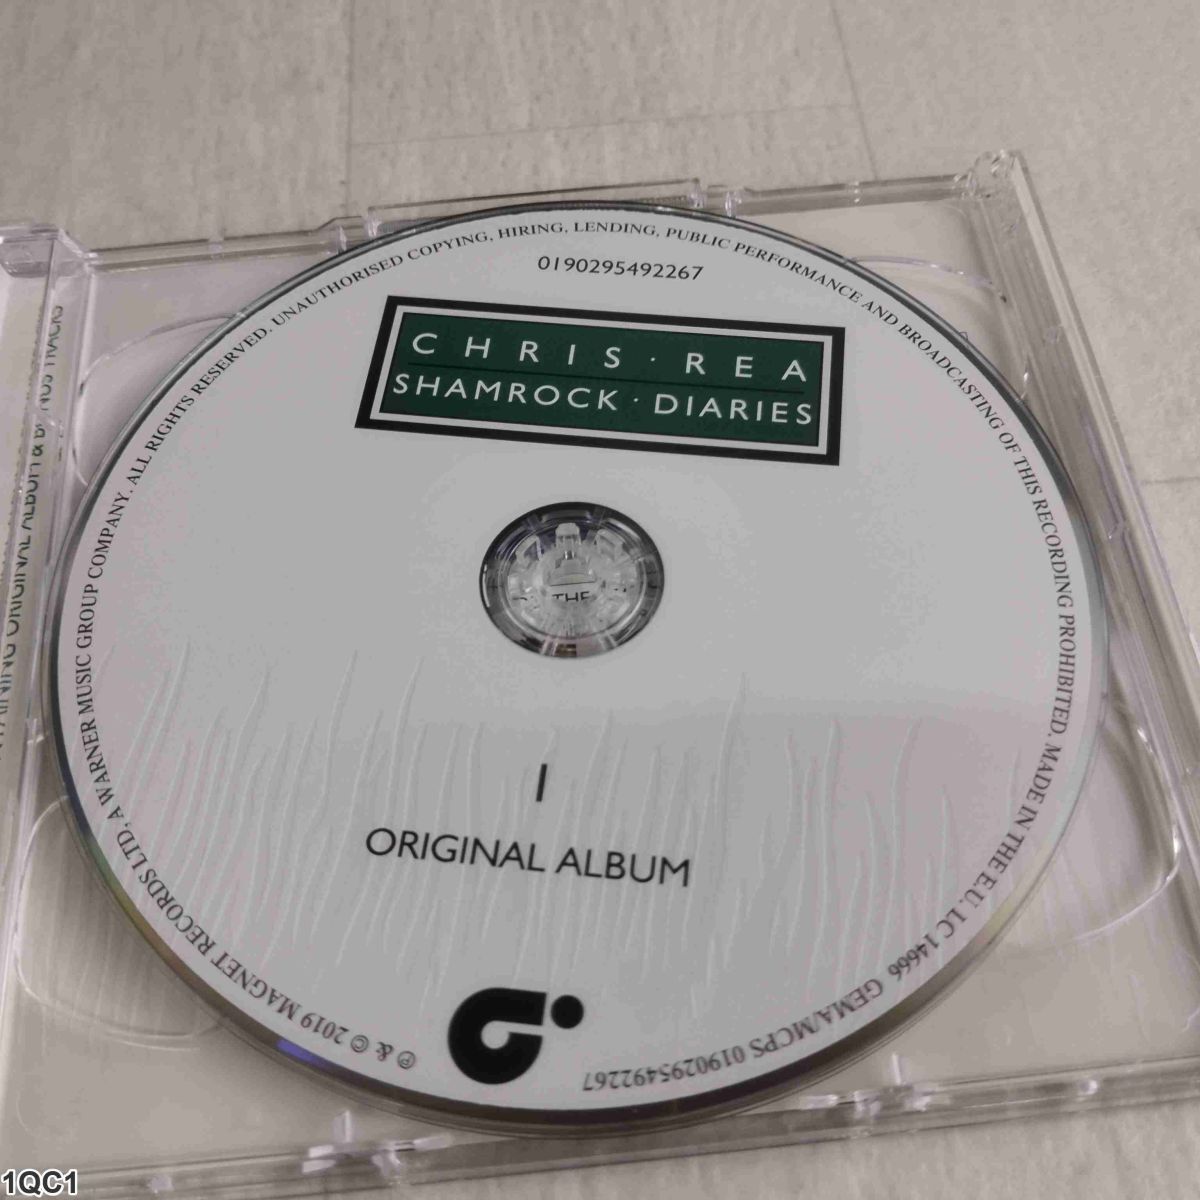 UNAUTHORISED COPYING, HIRING, LENDING, PUBLIC PERFORMANCE AND BROADCASTING OF THIS RECORDING PROHIBITED. MADE IN THE E.U. LC 14666 GEMA/MCPS 0190295492267
0190295492267
CHRIS · REA
SHAMROCK · DIARIES
THE
1
ORIGINAL ALBUM
℗ & © 2019 MAGNET RECORDS LTD, A WARNER MUSIC GROUP COMPANY. ALL RIGHTS RESERVED.
ORIGINAL ALBUM &
TRACKS
1QC1